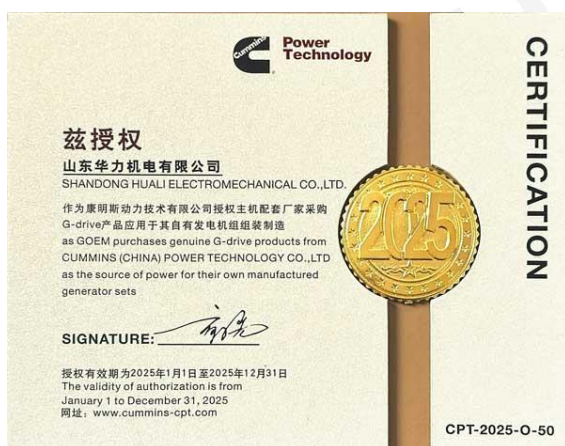 Cummins
Power
Technology
兹授权
山东华力机电有限公司
SHANDONG HUALI ELECTROMECHANICAL CO.,LTD.
作为康明斯动力技术有限公司授权主机配套厂家采购
G-drive产品应用于其自有发电机组组装制造
as GOEM purchases genuine G-drive products from
CUMMINS (CHINA) POWER TECHNOLOGY CO.,LTD
as the source of power for their own manufactured
generator sets
SIGNATURE:
授权有效期为2025年1月1日至2025年12月31日
The validity of authorization is from
January 1 to December 31, 2025
网址：www.cummins-cpt.com
2025
CERTIFICATION
CPT-2025-O-50